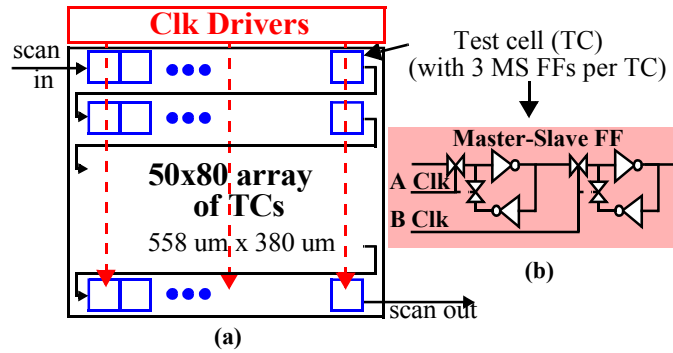 Clk Drivers
scan
in
Test cell (TC)
(with 3 MS FFs per TC)
Master-Slave FF
A Clk
B Clk
50x80 array
of TCs
558 um x 380 um
scan out
(a)
(b)